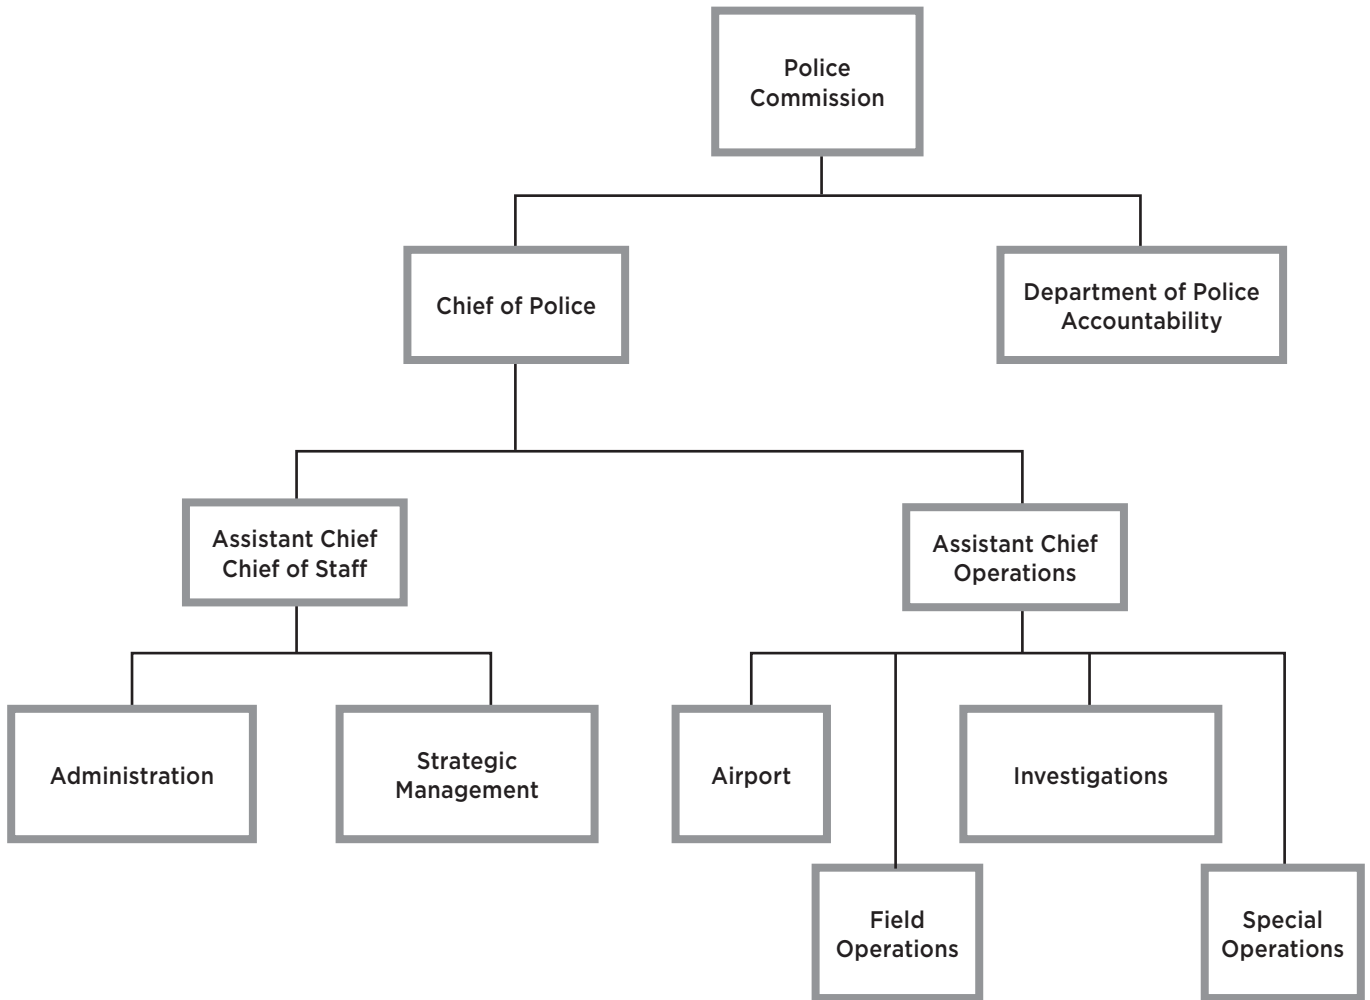 Police
Commission
Chief of Police
Department of Police
Accountability
Assistant Chief
Chief of Staff
Assistant Chief
Operations
Administration
Strategic
Management
Airport
Investigations
Field
Operations
Special
Operations